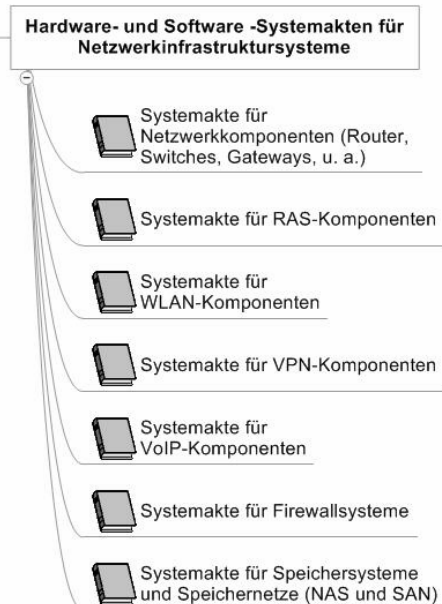 Hardware- und Software -Systemakten für
Netzwerkinfrastruktursysteme
Systemakte für
Netzwerkkomponenten (Router,
Switches, Gateways, u. a.)
Systemakte für RAS-Komponenten
Systemakte für
WLAN-Komponenten
Systemakte für VPN-Komponenten
Systemakte für
VoIP-Komponenten
Systemakte für Firewallsysteme
Systemakte für Speichersysteme
und Speichernetze (NAS und SAN)